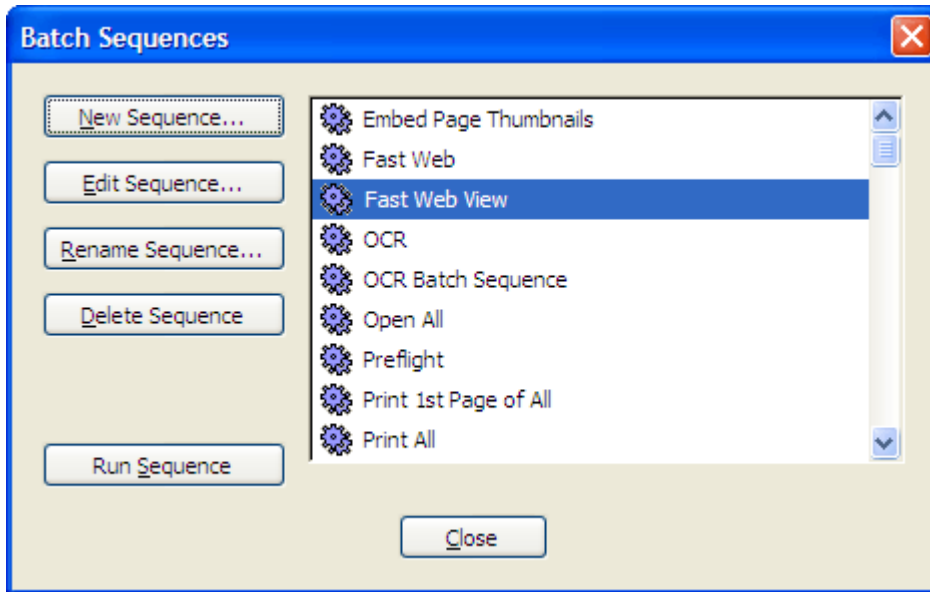 Batch Sequences
New Sequence...
Edit Sequence...
Rename Sequence...
Delete Sequence
Run Sequence
Embed Page Thumbnails
Fast Web
Fast Web View
OCR
OCR Batch Sequence
Open All
Preflight
Print 1st Page of All
Print All
Close